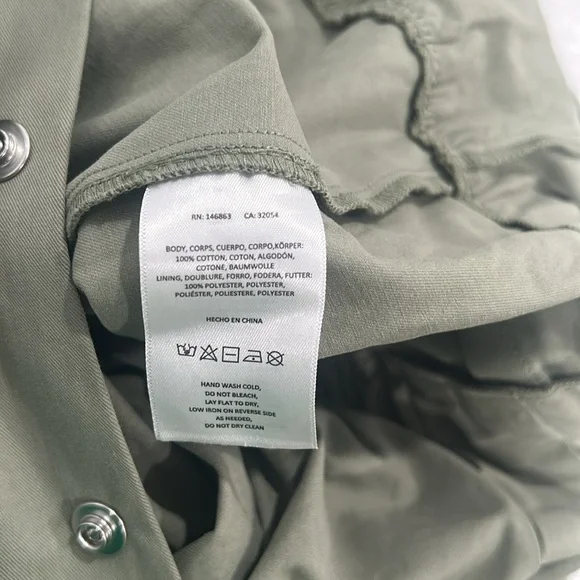 RN: 146863 CA: 32054
BODY, CORPS, CUERPO, CORPO,KÖRPER:
100% COTTON, COTON, ALGODÓN,
COTONE, BAUMWOLLE
LINING, DOUBLURE, FORRO, FODERA, FUTTER:
100% POLYESTER, POLYESTER,
POLIÉSTER, POLIESTERE, POLYESTER
HECHO EN CHINA
HAND WASH COLD,
DO NOT BLEACH,
LAY FLAT TO DRY,
LOW IRON ON REVERSE SIDE
AS NEEDED,
DO NOT DRY CLEAN